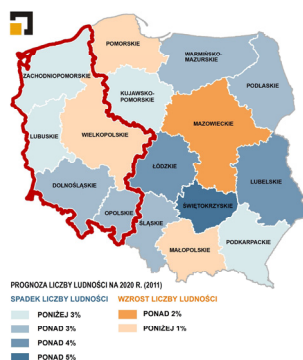 POMORSKIE
WARMIŃSKO-
MAZURSKIE
ZACHODNIOPOMORSKIE
PODLASKIE
KUJAWSKO-
POMORSKIE
MAZOWIECKIE
LUBUSKIE
WIELKOPOLSKIE
ŁÓDZKIE
LUBELSKIE
DOLNOŚLĄSKIE
OPOLSKIE
ŚWIĘTOKRZYSKIE
ŚLĄSKIE
PODKARPACKIE
MAŁOPOLSKIE
PROGNOZA LICZBY LUDNOŚCI NA 2020 R. (2011)
SPADEK LICZBY LUDNOŚCI WZROST LICZBY LUDNOŚCI
PONIŻEJ 3% PONAD 2%
PONAD 3% PONIŻEJ 1%
PONAD 4%
PONAD 5%